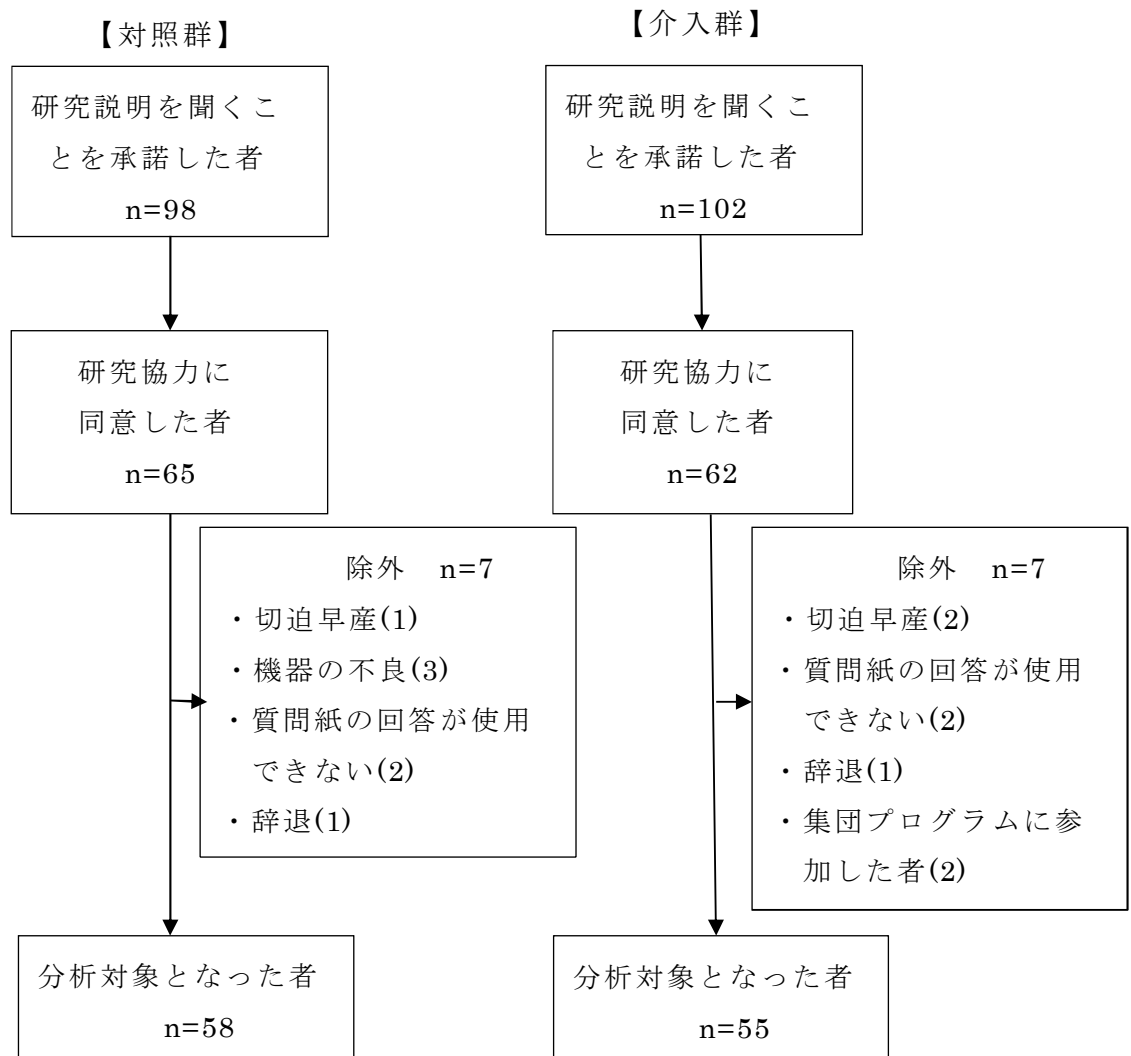 【対照群】
研究説明を聞くこ
とを承諾した者
n=98
研究協力に
同意した者
n=65
除外　n=7
・切迫早産(1)
・機器の不良(3)
・質問紙の回答が使用
できない(2)
・辞退(1)
分析対象となった者
n=58
【介入群】
研究説明を聞くこ
とを承諾した者
n=102
研究協力に
同意した者
n=62
除外　n=7
・切迫早産(2)
・質問紙の回答が使用
できない(2)
・辞退(1)
・集団プログラムに参
加した者(2)
分析対象となった者
n=55